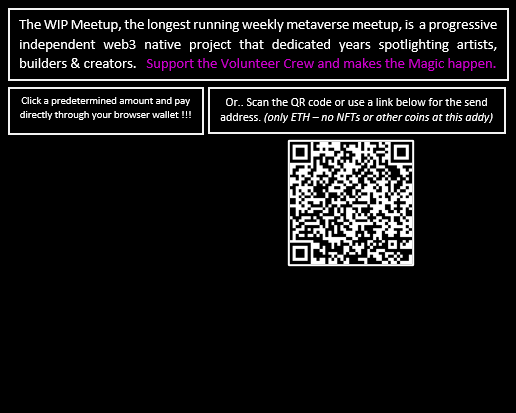 The WIP Meetup, the longest running weekly metaverse meetup, is a progressive
independent web3 native project that dedicated years spotlighting artists,
builders & creators. Support the Volunteer Crew and makes the Magic happen.
Click a predetermined amount and pay
directly through your browser wallet !!!
Or.. Scan the QR code or use a link below for the send
address. (only ETH – no NFTs or other coins at this addy)